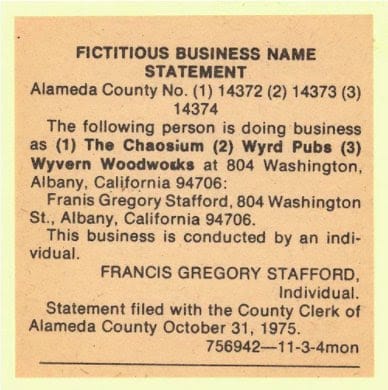 FICTITIOUS BUSINESS NAME
STATEMENT
Alameda County No. (1) 14372 (2) 14373 (3)
14374
The following person is doing business
as (1) The Chaosium (2) Wyrd Pubs (3)
Wyvern Woodworks at 804 Washington,
Albany, California 94706:
Franis Gregory Stafford, 804 Washington
St., Albany, California 94706.
This business is conducted by an indi-
vidual.
FRANCIS GREGORY STAFFORD,
Individual.
Statement filed with the County Clerk of
Alameda County October 31, 1975.
756942—11-3-4mon